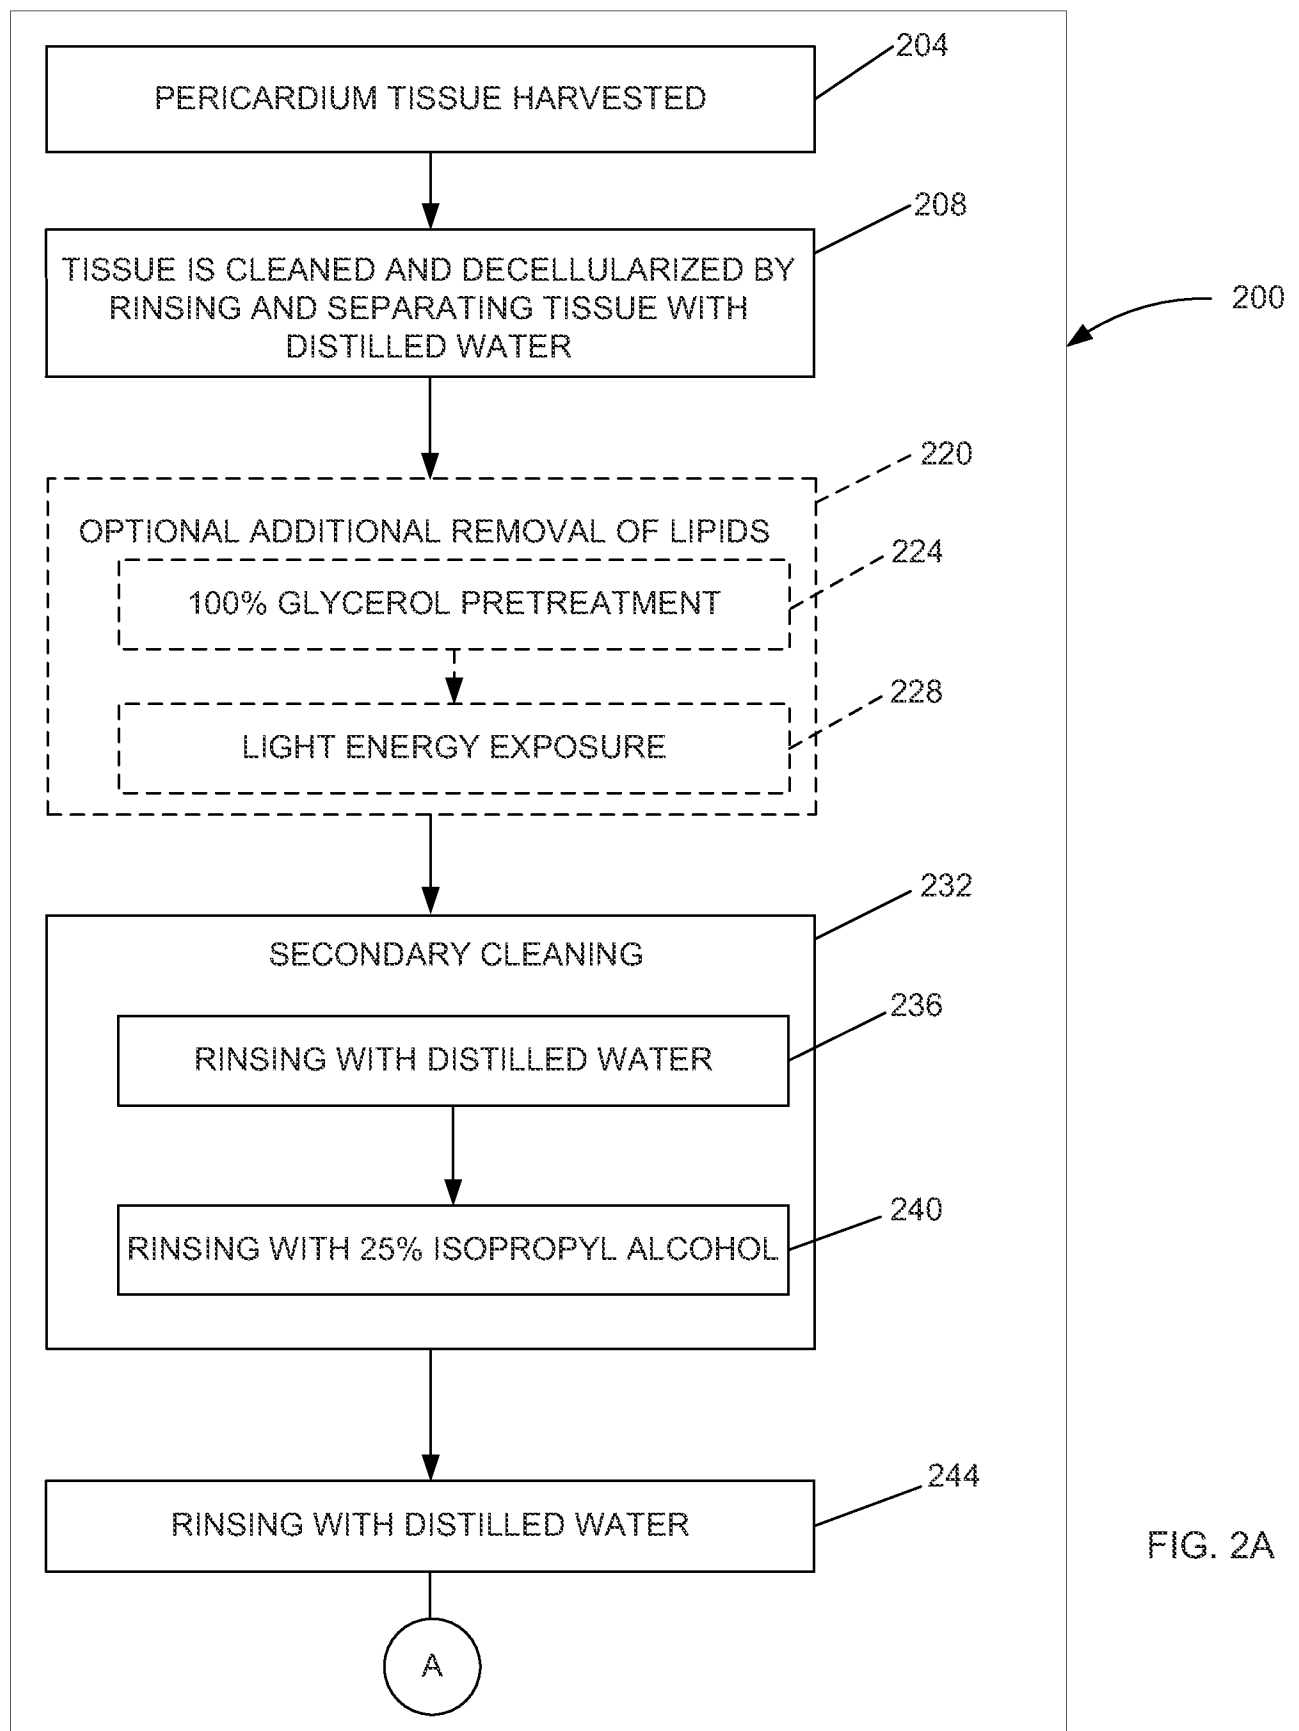 PERICARDIUM TISSUE HARVESTED
204
TISSUE IS CLEANED AND DECELLULARIZED BY
RINSING AND SEPARATING TISSUE WITH
DISTILLED WATER
208
200
OPTIONAL ADDITIONAL REMOVAL OF LIPIDS
220
100% GLYCEROL PRETREATMENT
224
LIGHT ENERGY EXPOSURE
228
SECONDARY CLEANING
232
RINSING WITH DISTILLED WATER
236
RINSING WITH 25% ISOPROPYL ALCOHOL
240
RINSING WITH DISTILLED WATER
244
FIG. 2A
A